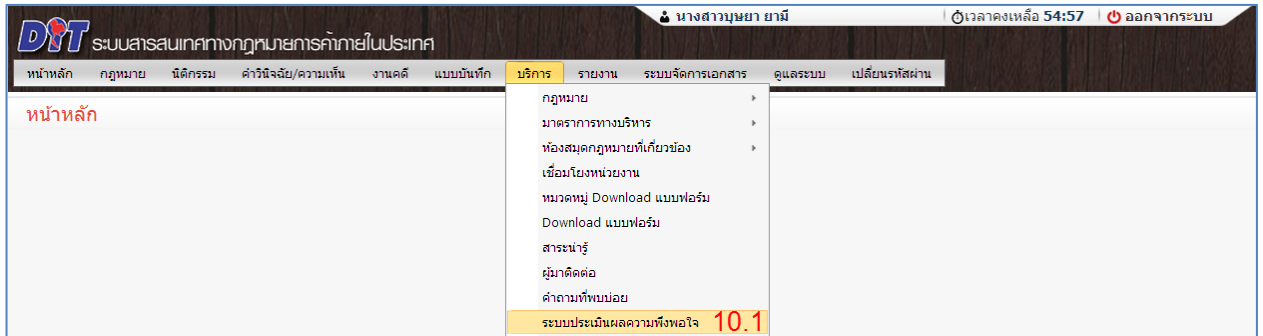 นางสาวบุษยา ยามี เวลาคงเหลือ 54:57 ออกจากระบบ
DIT ระบบสารสนเทศทางกฎหมายการค้าภายในประเทศ
หน้าหลัก กฎหมาย นิติกรรม คำวินิจฉัย/ความเห็น งานคดี แบบบันทึก บริการ รายงาน ระบบจัดการเอกสาร ดูแลระบบ เปลี่ยนรหัสผ่าน
หน้าหลัก
กฎหมาย
มาตราการทางบริหาร
ห้องสมุดกฎหมายที่เกี่ยวข้อง
เชื่อมโยงหน่วยงาน
หมวดหมู่ Download แบบฟอร์ม
Download แบบฟอร์ม
สาระน่ารู้
ผู้มาติดต่อ
คำถามที่พบบ่อย
ระบบประเมินผลความพึงพอใจ 10.1